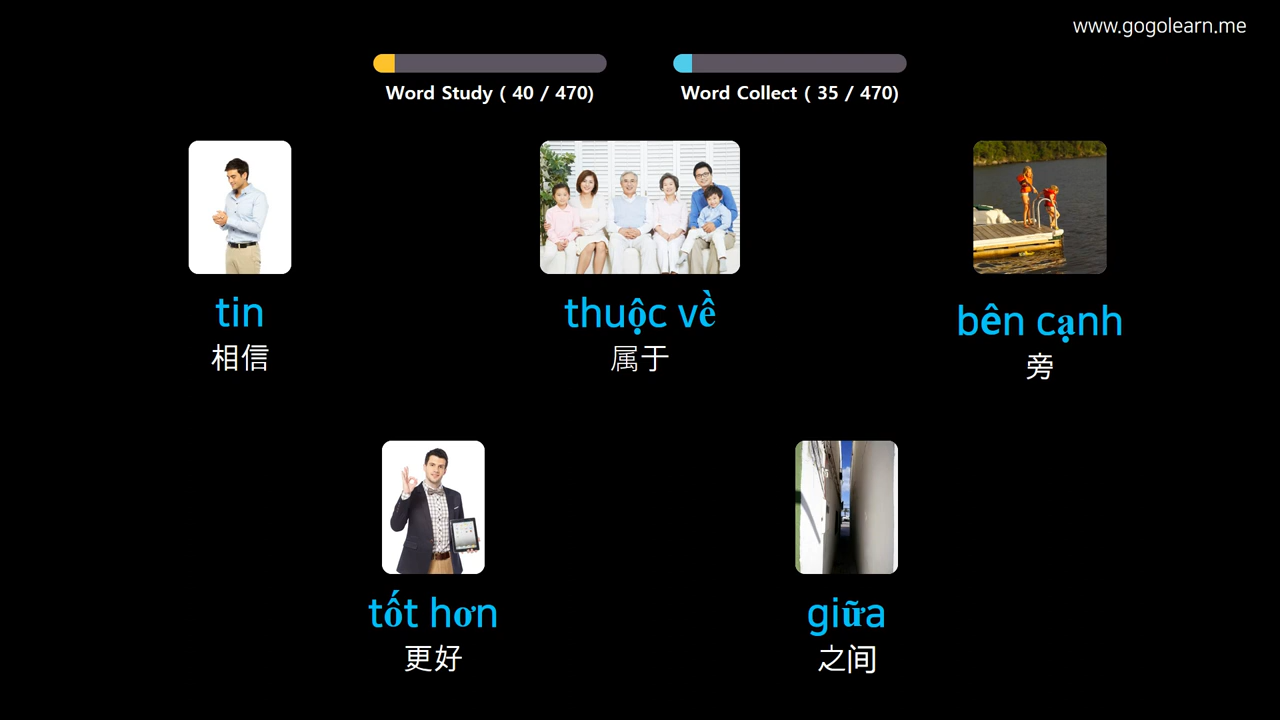 www.gogolearn.me
Word Study ( 40 / 470)
Word Collect ( 35 / 470)
tin
相信
thuộc về
属于
bên cạnh
旁
tốt hơn
更好
giữa
之间